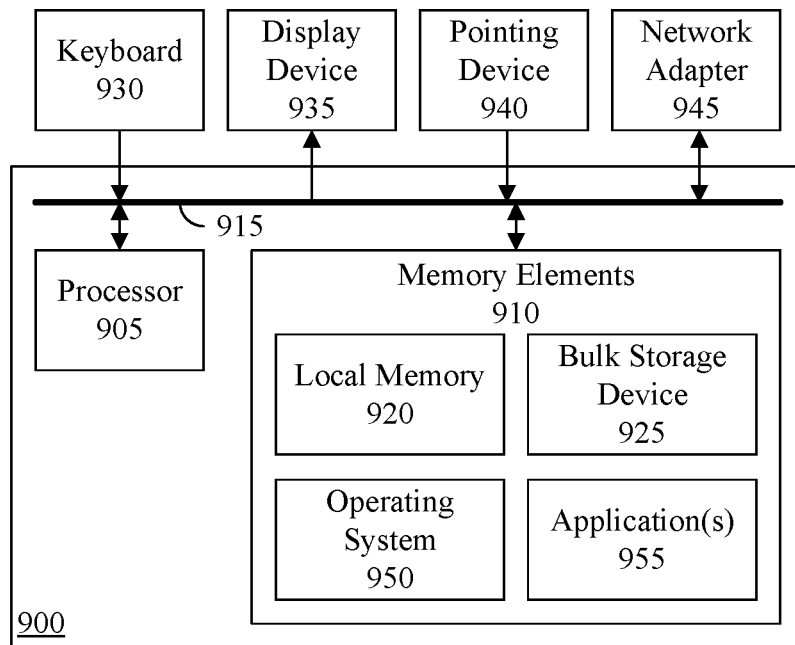 Keyboard
930
Display
Device
935
Pointing
Device
940
Network
Adapter
945
915
Processor
905
Memory Elements
910
Local Memory
920
Bulk Storage
Device
925
Operating
System
950
Application(s)
955
900